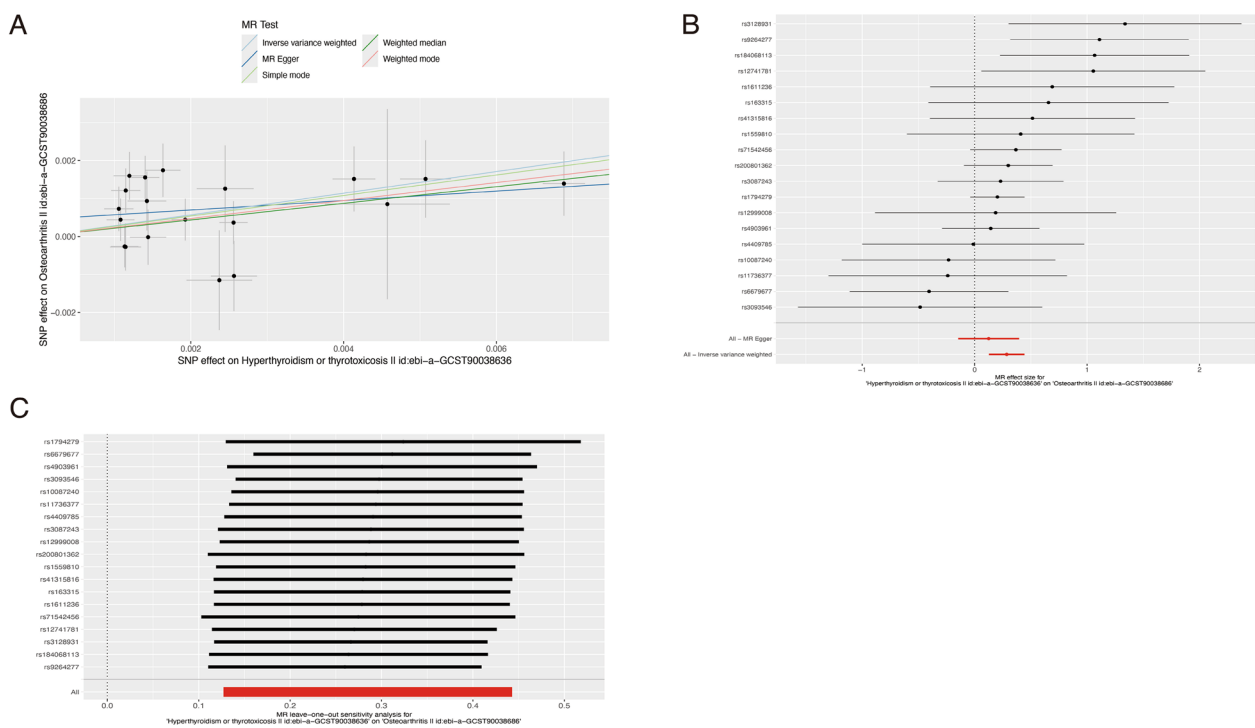 A
MR Test
Inverse variance weighted
Weighted median
MR Egger
Weighted mode
Simple mode
SNP effect on Osteoarthritis II id:ebi-a-GCST90038686
0.002
0.000
−0.002
0.002
0.004
0.006
SNP effect on Hyperthyroidism or thyrotoxicosis II id:ebi-a-GCST90038636
B
rs3128931
rs9264277
rs184068113
rs12741781
rs1611236
rs163315
rs41315816
rs1559810
rs71542456
rs200801362
rs3087243
rs1794279
rs12999008
rs4903961
rs4409785
rs10087240
rs11736377
rs6679677
rs3093546
All − MR Egger
All − Inverse variance weighted
−1
0
1
2
MR effect size for
'Hyperthyroidism or thyrotoxicosis II id:ebi−a−GCST90038636' on 'Osteoarthritis II id:ebi−a−GCST90038686'
C
rs1794279
rs6679677
rs4903961
rs3093546
rs10087240
rs11736377
rs4409785
rs3087243
rs12999008
rs200801362
rs1559810
rs41315816
rs163315
rs1611236
rs71542456
rs12741781
rs3128931
rs184068113
rs9264277
All
0.0
0.1
0.2
0.3
0.4
0.5
MR leave−one−out sensitivity analysis for
'Hyperthyroidism or thyrotoxicosis II id:ebi−a−GCST90038636' on 'Osteoarthritis II id:ebi−a−GCST90038686'